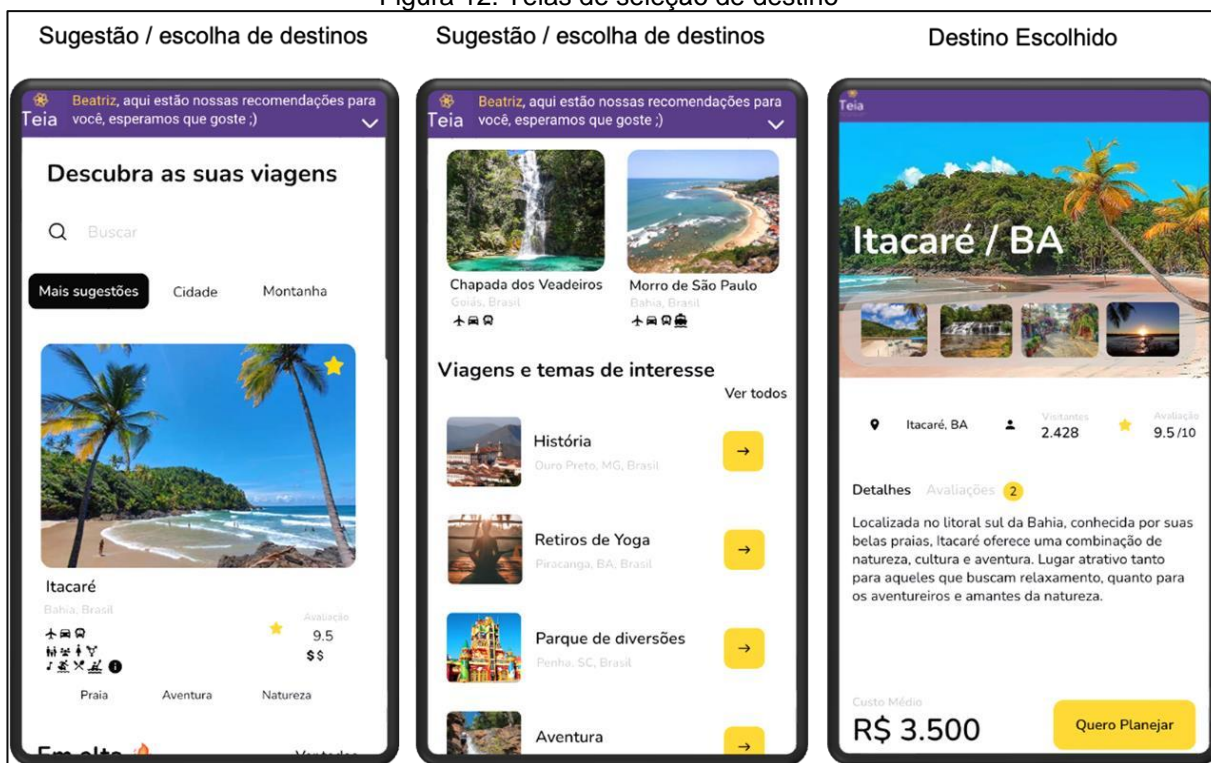 Figura 12: Telas de seleção de destino
Sugestão / escolha de destinos
Sugestão / escolha de destinos
Destino Escolhido
Teia
Beatriz, aqui estão nossas recomendações para
você, esperamos que goste ;)
Descubra as suas viagens
Buscar
Mais sugestões
Cidade
Montanha
Itacaré
Bahia, Brasil
Avaliação
9.5
$$
Praia
Aventura
Natureza
Em alta
Ver todos
Teia
Beatriz, aqui estão nossas recomendações para
você, esperamos que goste ;)
Chapada dos Veadeiros
Goiás, Brasil
Morro de São Paulo
Bahia, Brasil
Viagens e temas de interesse
Ver todos
História
Ouro Preto, MG, Brasil
Retiros de Yoga
Piracanga, BA, Brasil
Parque de diversões
Penha, SC, Brasil
Aventura
Teia
Itacaré / BA
Itacaré, BA
Visitantes
2.428
Avaliação
9.5/10
Detalhes
Avaliações
2
Localizada no litoral sul da Bahia, conhecida por suas
belas praias, Itacaré oferece uma combinação de
natureza, cultura e aventura. Lugar atrativo tanto
para aqueles que buscam relaxamento, quanto para
os aventureiros e amantes da natureza.
Custo Médio
R$ 3.500
Quero Planejar